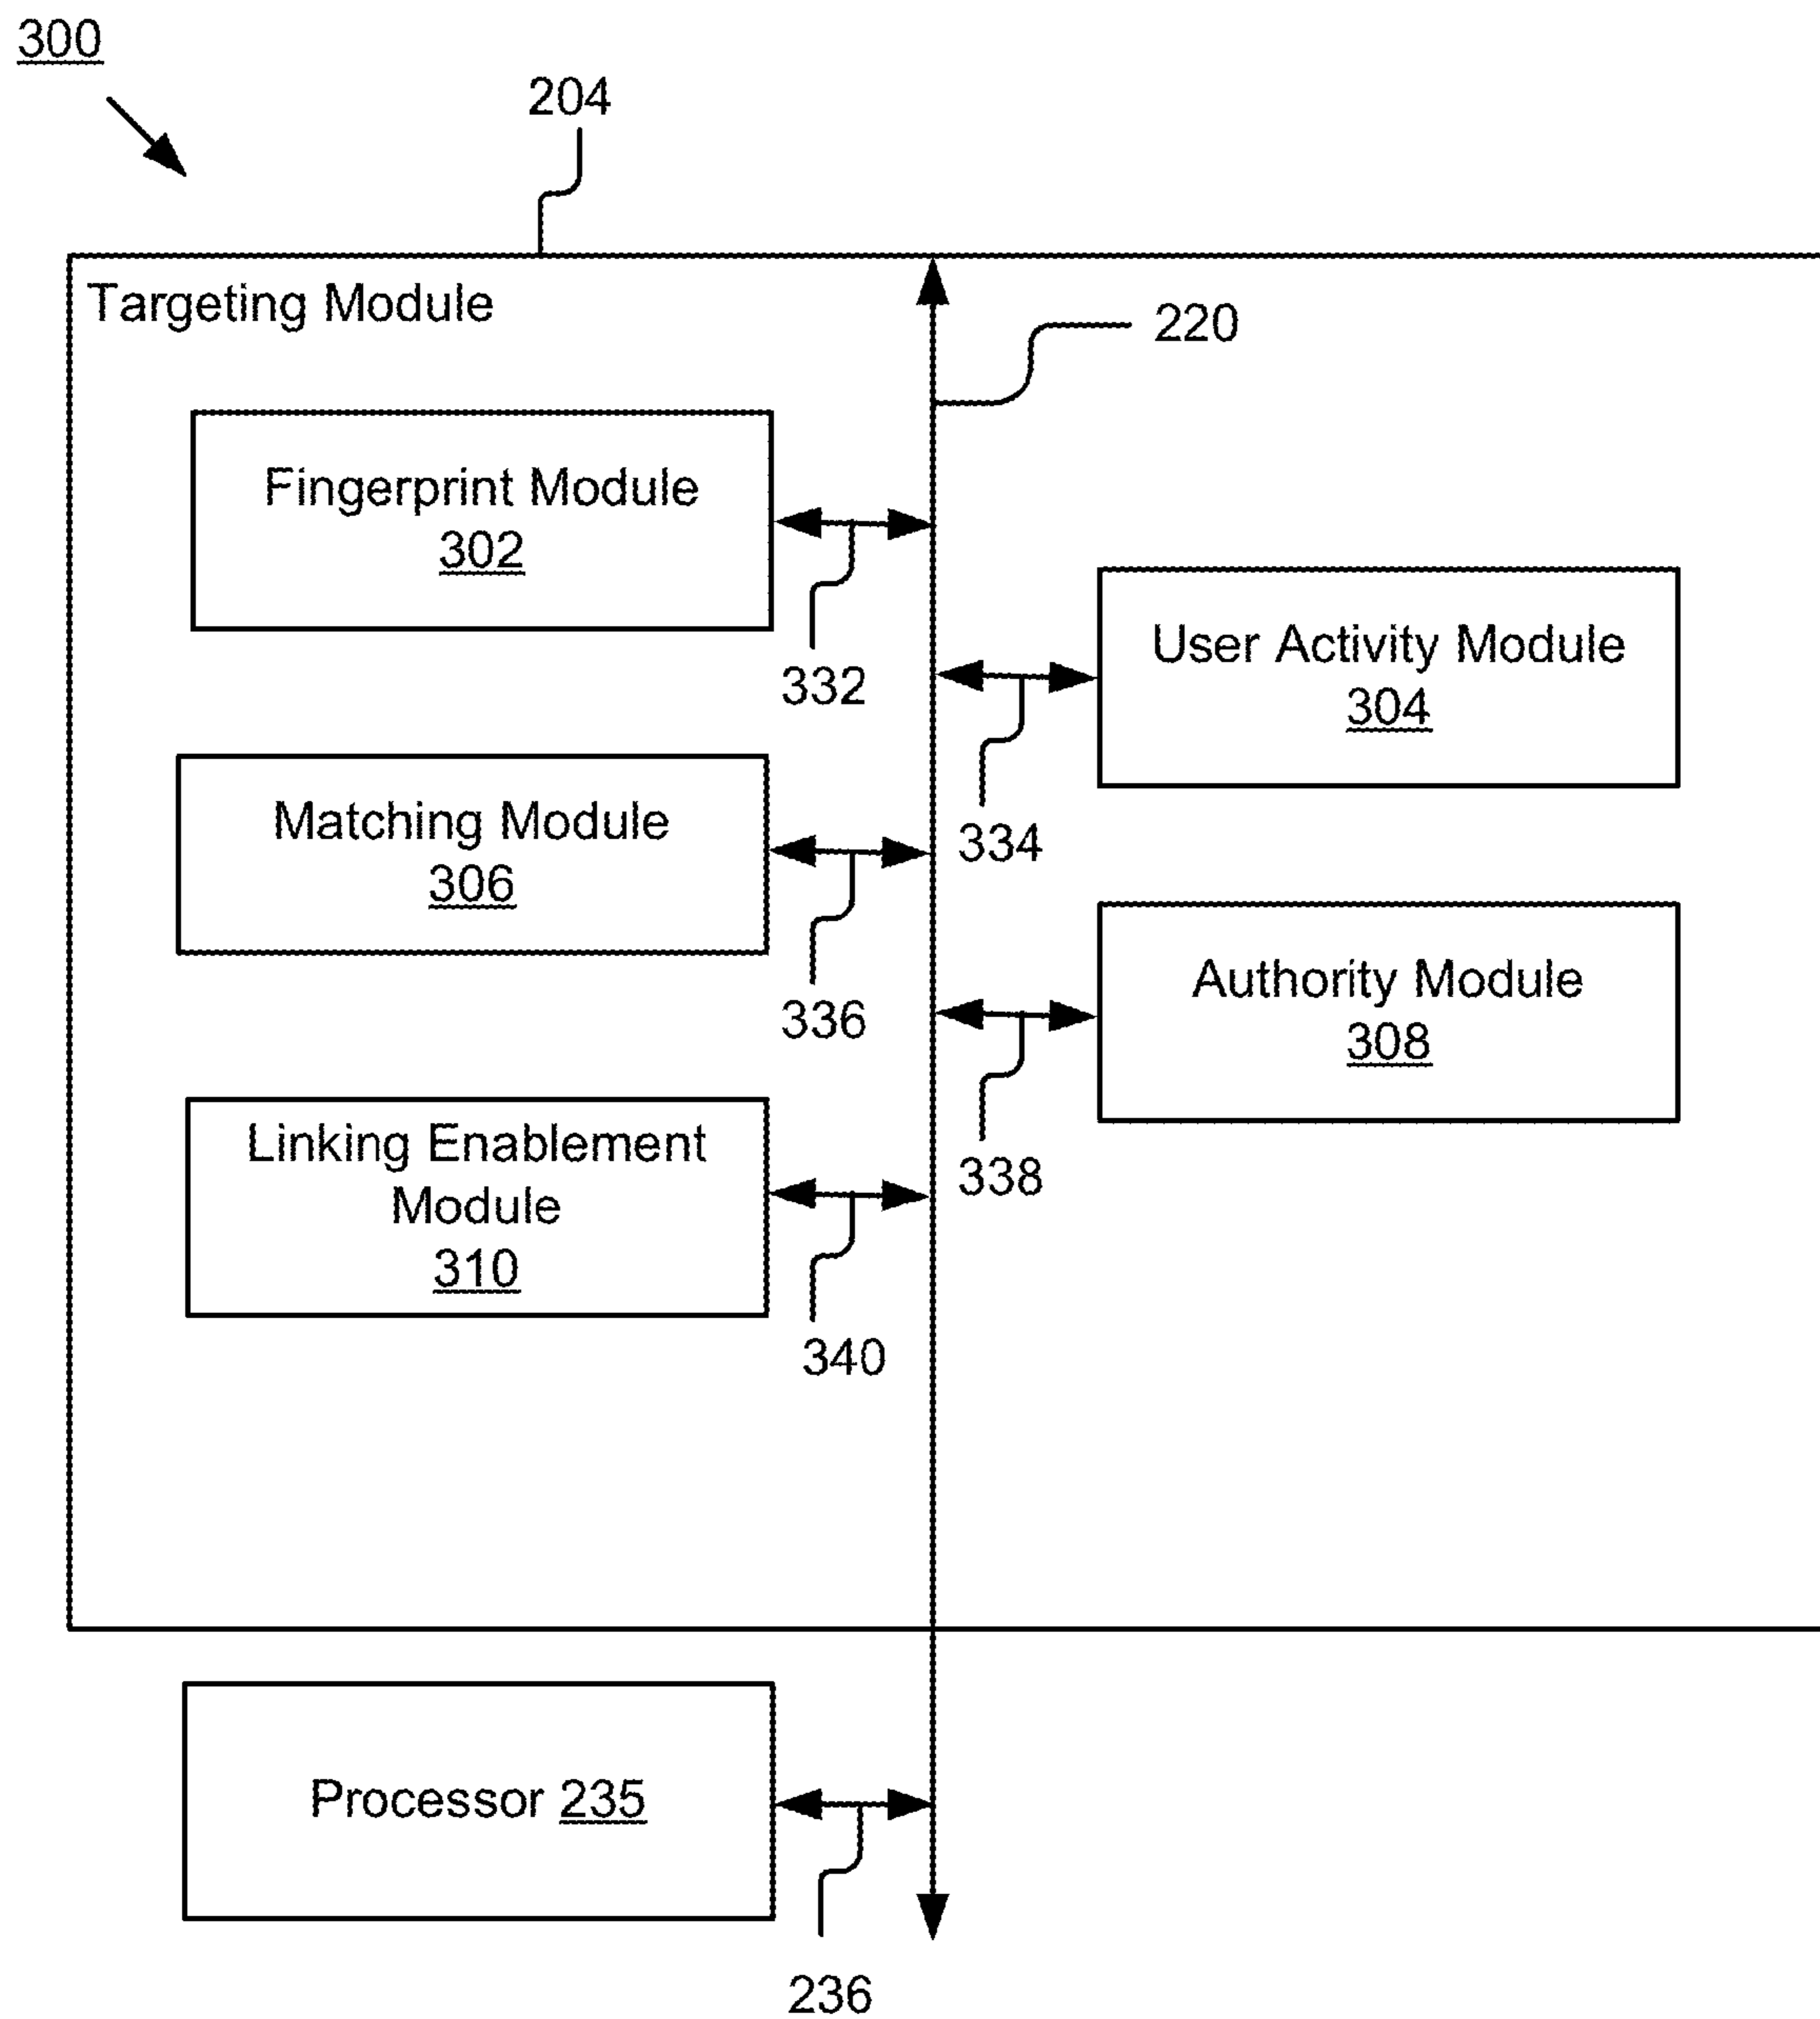 300
204
Targeting Module
220
Fingerprint Module
302
332
User Activity Module
304
334
Matching Module
306
336
Authority Module
308
338
Linking Enablement
Module
310
340
Processor 235
236